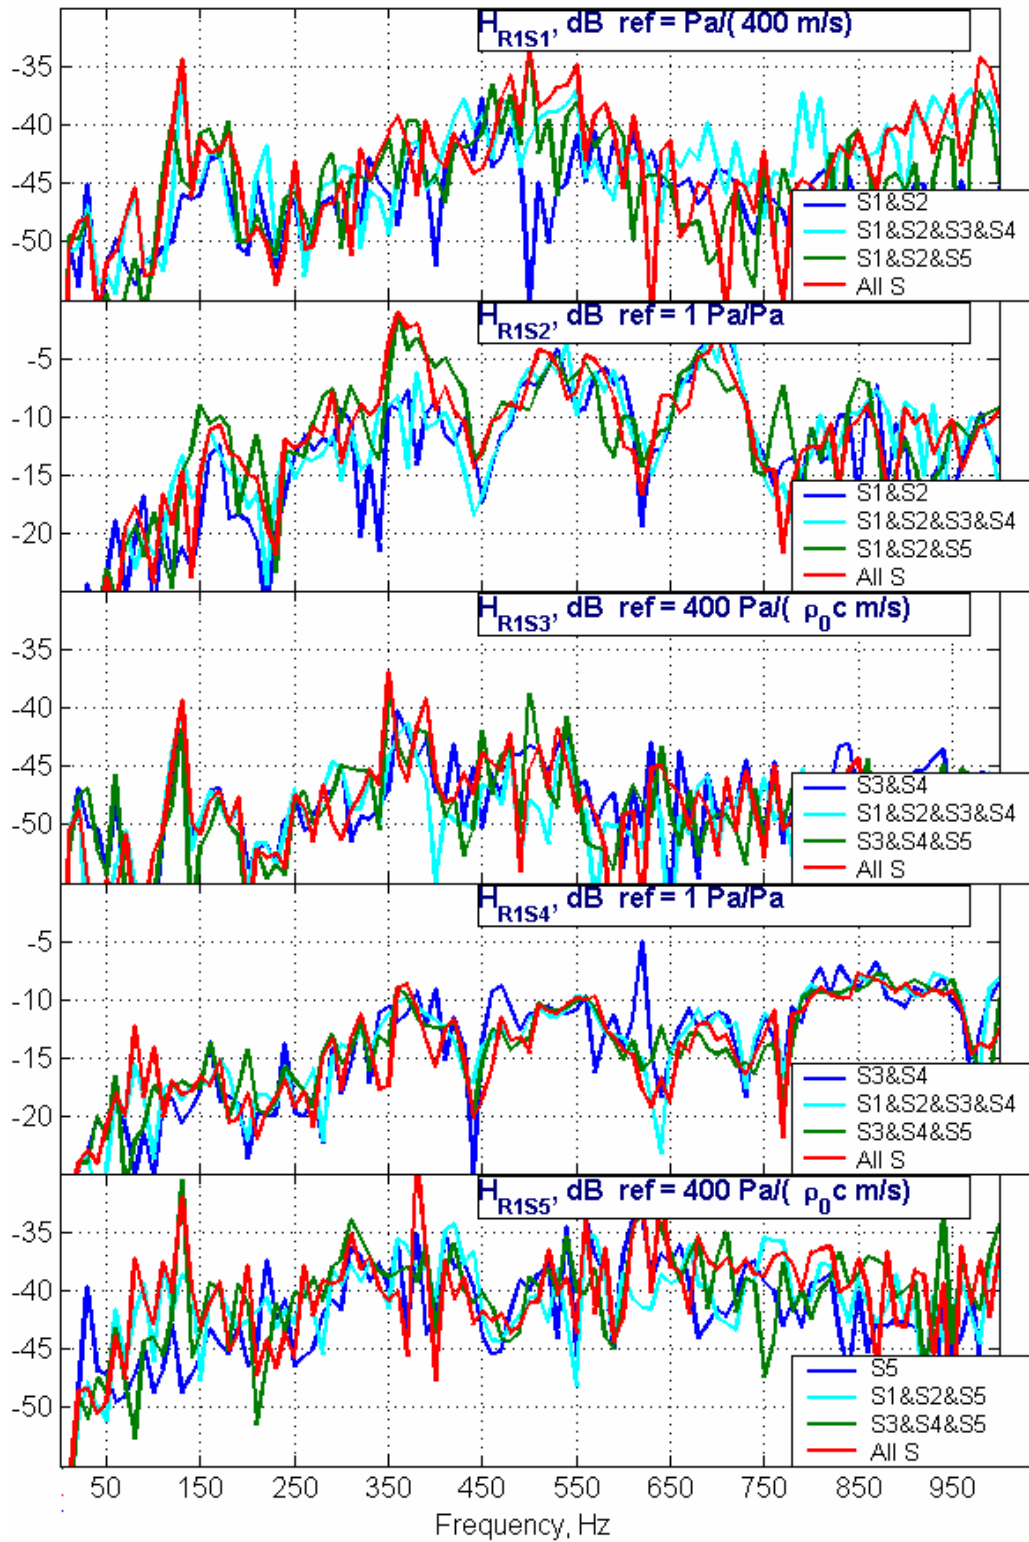 H_R1S1, dB ref = Pa/( 400 m/s)
-35
-40
-45
-50
S1&S2
S1&S2&S3&S4
S1&S2&S5
All S
H_R1S2, dB ref = 1 Pa/Pa
-5
-10
-15
-20
S1&S2
S1&S2&S3&S4
S1&S2&S5
All S
H_R1S3, dB ref = 400 Pa/( ρ₀c m/s)
-35
-40
-45
-50
S3&S4
S1&S2&S3&S4
S3&S4&S5
All S
H_R1S4, dB ref = 1 Pa/Pa
-5
-10
-15
-20
S3&S4
S1&S2&S3&S4
S3&S4&S5
All S
H_R1S5, dB ref = 400 Pa/( ρ₀c m/s)
-35
-40
-45
-50
S5
S1&S2&S5
S3&S4&S5
All S
50 150 250 350 450 550 650 750 850 950
Frequency, Hz